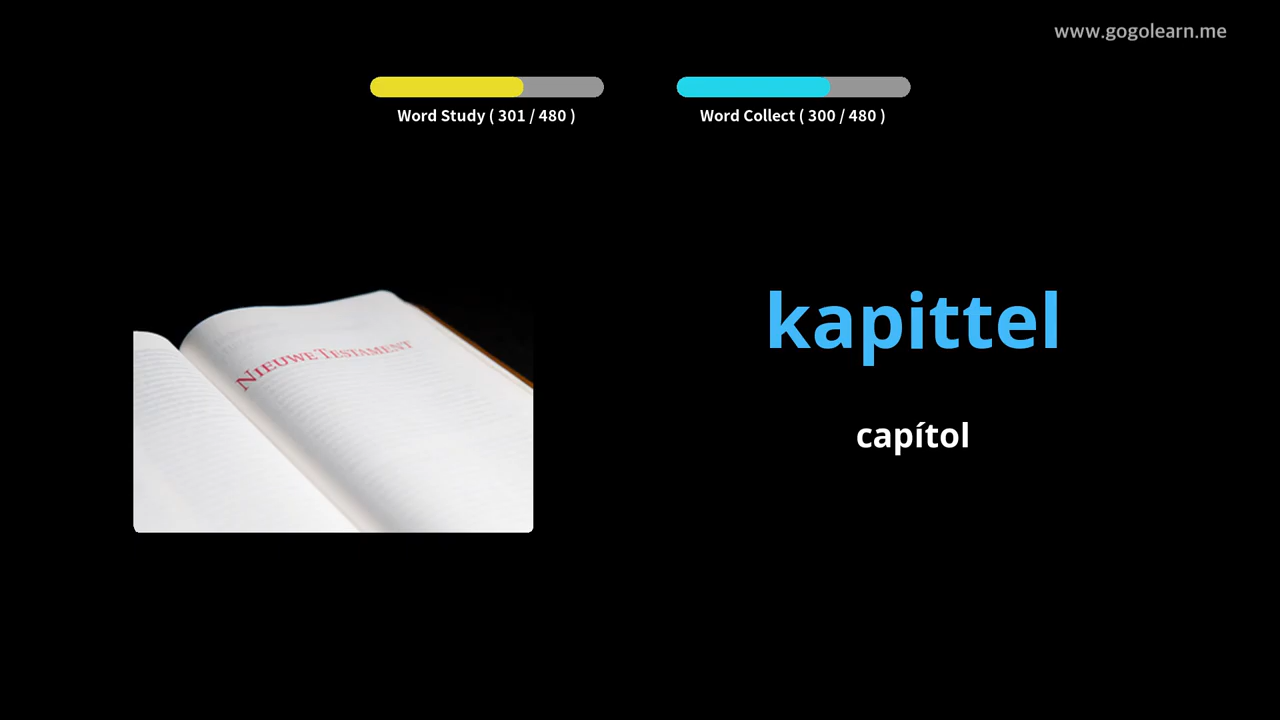 www.gogolearn.me
Word Study ( 301 / 480 )
Word Collect ( 300 / 480 )
NIEUWE TESTAMENT
kapittel
capítol